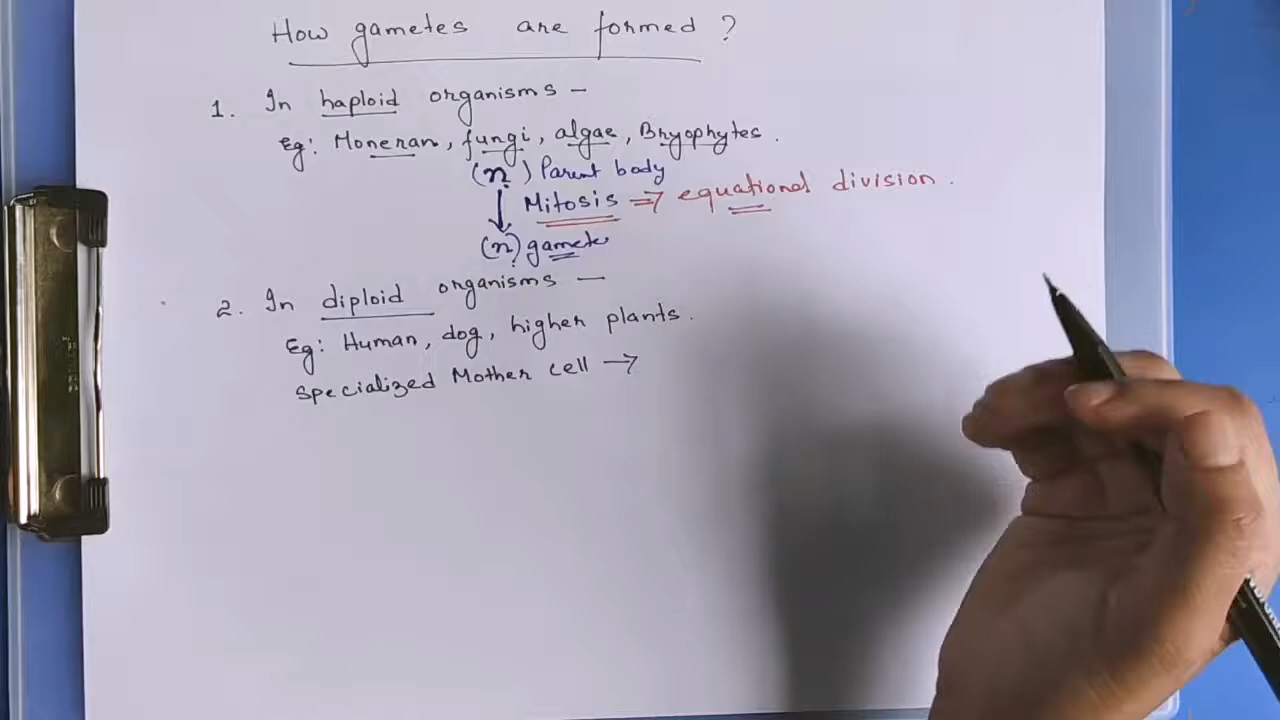 How gametes are formed ?
1. In haploid organisms –
Eg: Moneran, fungi, algae, Bryophytes.
(n) Parent body
Mitosis ⇒ equational division.
(n) gamete
2. In diploid organisms –
Eg: Human, dog, higher plants.
Specialized Mother cell →